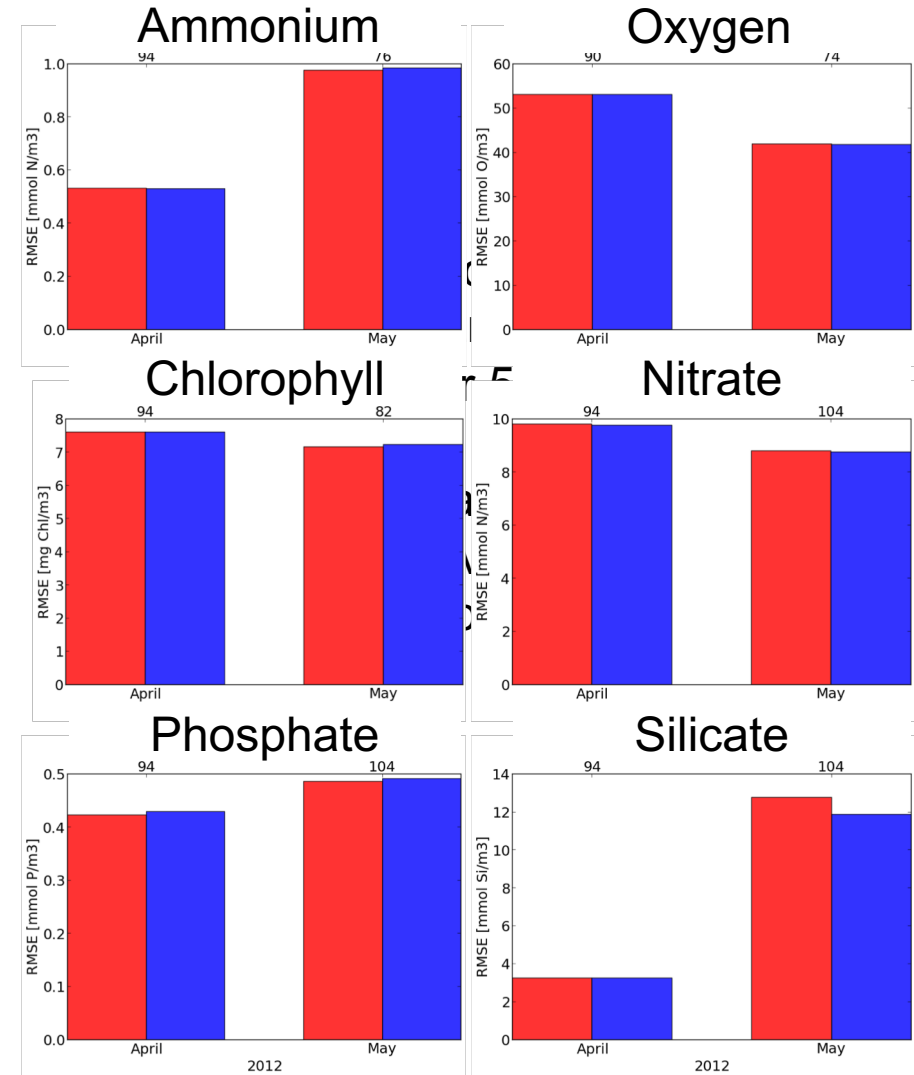 Ammonium
94 76
1.0
0.8
0.6
0.4
0.2
0.0
RMSE [mmol N/m3]
April May
Oxygen
90 74
60
50
40
30
20
10
0
RMSE [mmol O/m3]
April May
Chlorophyll
94 82
8
7
6
5
4
3
2
1
0
RMSE [mg Chl/m3]
April May
Nitrate
94 104
10
8
6
4
2
0
RMSE [mmol N/m3]
April May
Phosphate
94 104
0.5
0.4
0.3
0.2
0.1
0.0
RMSE [mmol P/m3]
April May
2012
Silicate
94 104
14
12
10
8
6
4
2
0
RMSE [mmol Si/m3]
April May
2012